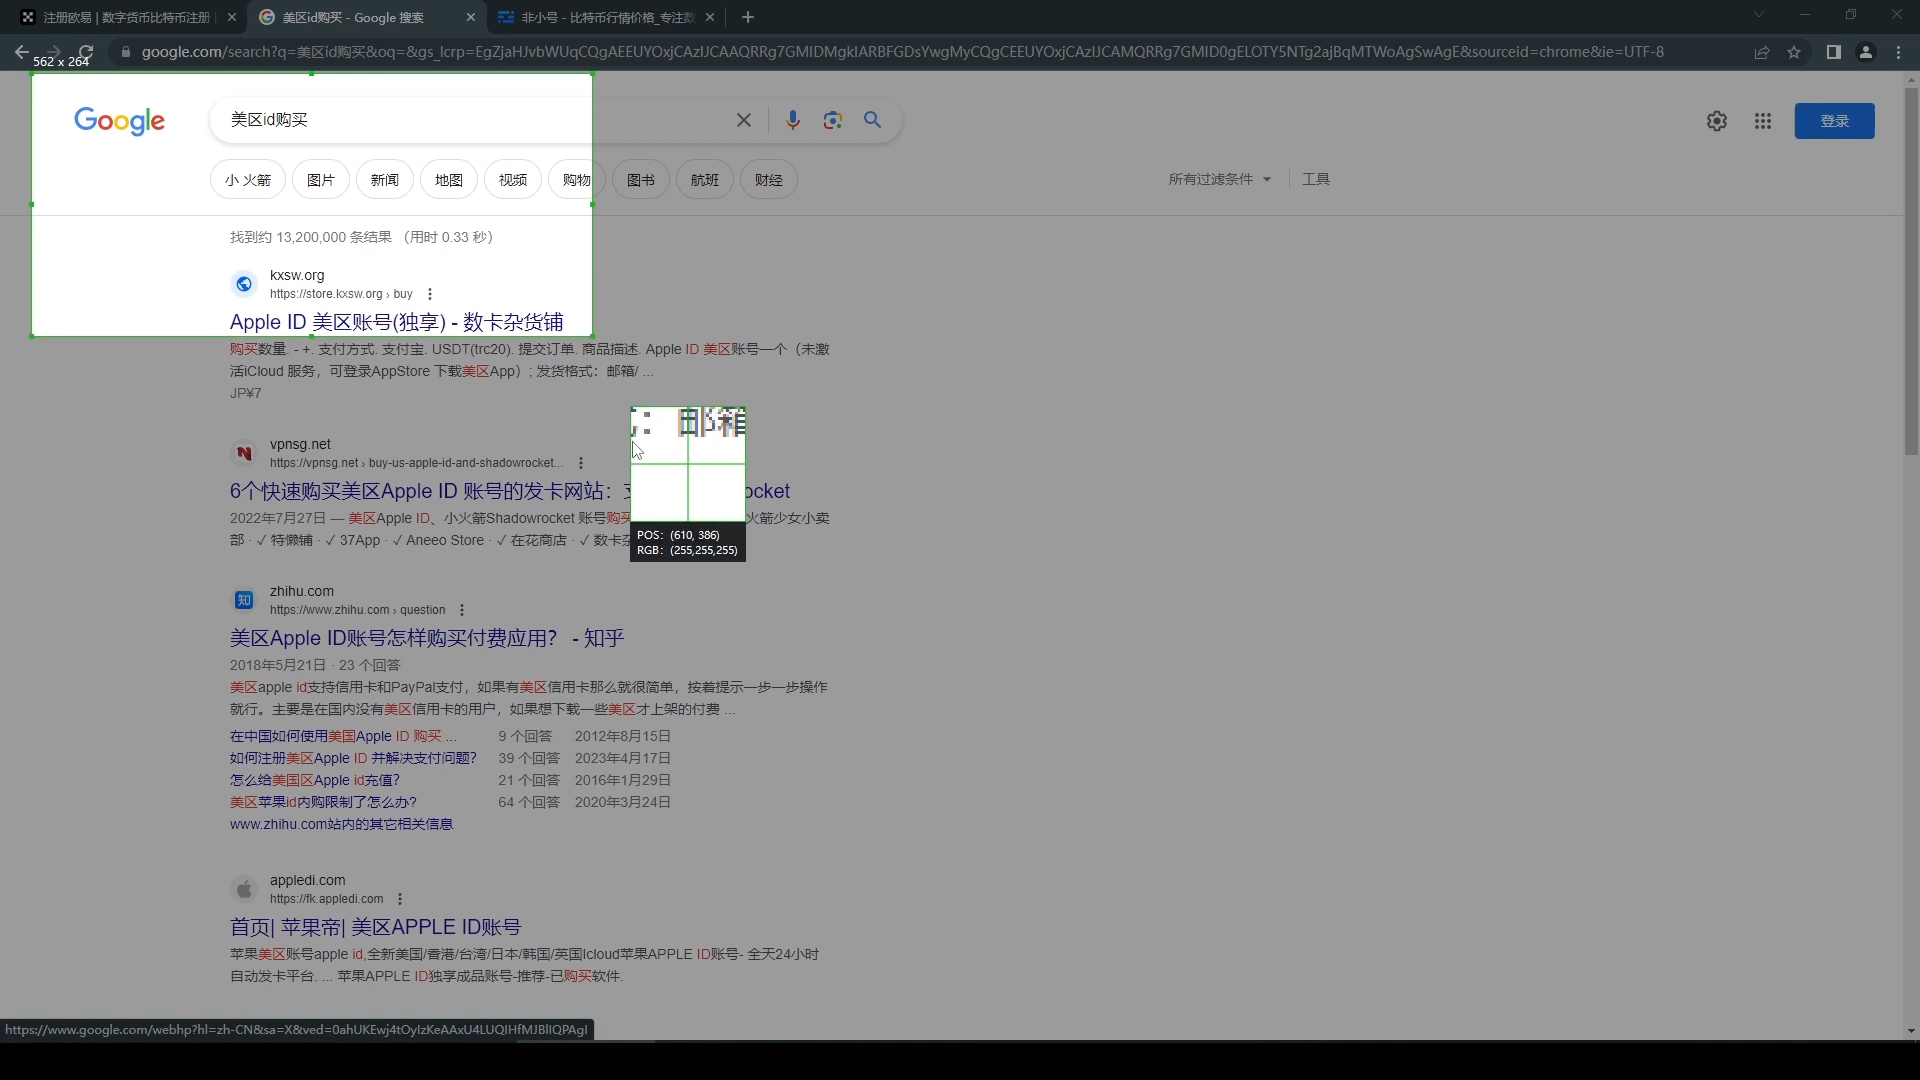 注册欧易 | 数字货币比特币注册
美区id购买 - Google 搜索
非小号 - 比特币行情价格_专注数
google.com/search?q=美区id购买&oq=&gs_lcrp=EgZjaHJvbWUqCQgAEEUYOxjCAzIJCAAQRRg7GMIDMgkIARBFGDsYwgMyCQgCEEUYOxjCAzIJCAMQRRg7GMID0gELOTY5NTg2ajBqMTWoAgSwAgE&sourceid=chrome&ie=UTF-8
562 x 264
Google
美区id购买
登录
小 火箭
图片
新闻
地图
视频
购物
图书
航班
财经
所有过滤条件
工具
找到约 13,200,000 条结果 （用时 0.33 秒）
kxsw.org
https://store.kxsw.org › buy
Apple ID 美区账号(独享) - 数卡杂货铺
购买数量. - +. 支付方式. 支付宝. USDT(trc20). 提交订单. 商品描述. Apple ID 美区账号一个（未激
活iCloud 服务，可登录AppStore 下载美区App）; 发货格式：邮箱/ ...
JP¥7
vpnsg.net
https://vpnsg.net › buy-us-apple-id-and-shadowrocket...
6个快速购买美区Apple ID 账号的发卡网站： ocket
2022年7月27日 — 美区Apple ID、小火箭Shadowrocket 账号购买 火箭少女小卖
部 · ✓ 特懒铺 · ✓ 37App · ✓ Aneeo Store · ✓ 在花商店 · ✓ 数卡杂
： 邮箱
POS： (610, 386)
RGB： (255,255,255)
知
zhihu.com
https://www.zhihu.com › question
美区Apple ID账号怎样购买付费应用？ - 知乎
2018年5月21日 · 23 个回答
美区apple id支持信用卡和PayPal支付，如果有美区信用卡那么就很简单，按着提示一步一步操作
就行。主要是在国内没有美区信用卡的用户，如果想下载一些美区才上架的付费 ...
在中国如何使用美国Apple ID 购买 ... 9 个回答 2012年8月15日
如何注册美区Apple ID 并解决支付问题？ 39 个回答 2023年4月17日
怎么给美国区Apple id充值？ 21 个回答 2016年1月29日
美区苹果id内购限制了怎么办？ 64 个回答 2020年3月24日
www.zhihu.com站内的其它相关信息
appledi.com
https://fk.appledi.com
首页| 苹果帝| 美区APPLE ID账号
苹果美区账号apple id,全新美国/香港/台湾/日本/韩国/英国Icloud苹果APPLE ID账号- 全天24小时
自动发卡平台. ... 苹果APPLE ID独享成品账号-推荐-已购买软件.
https://www.google.com/webhp?hl=zh-CN&sa=X&ved=0ahUKEwj4tOyIzKeAAxU4LUQIHfMJBlIQPAgI